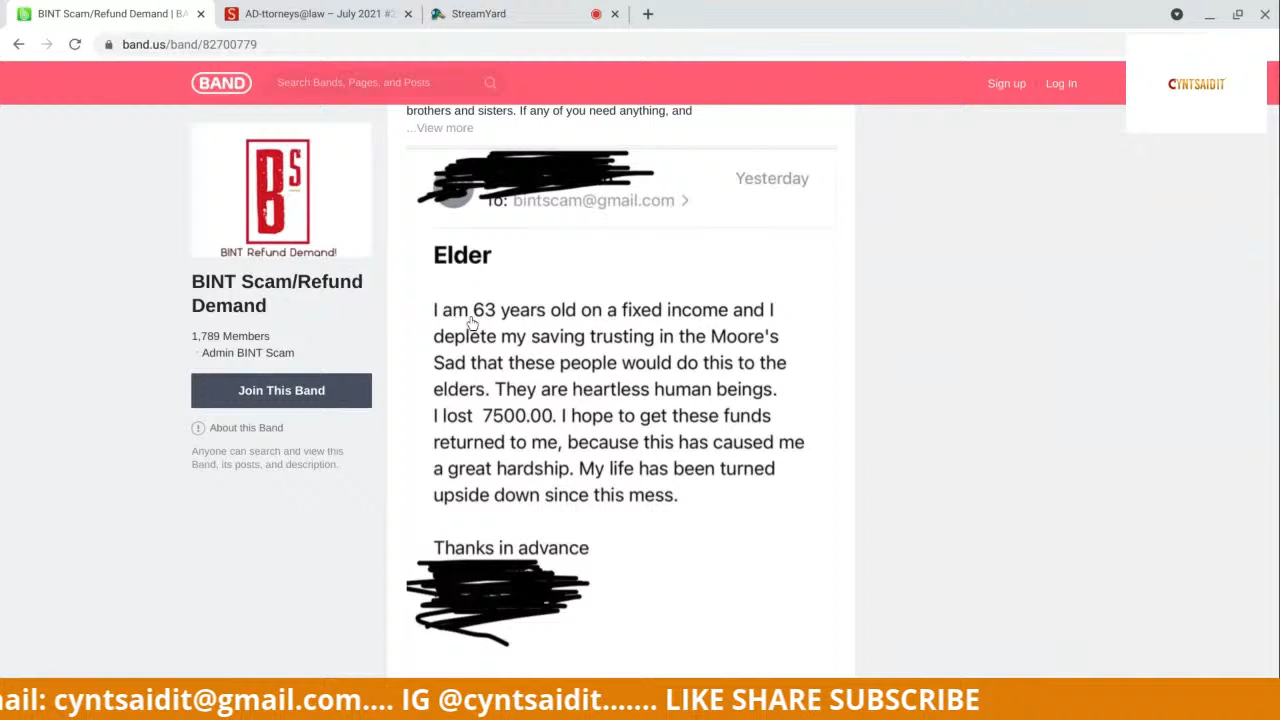 BINT Scam/Refund Demand | BA
AD-ttorneys@law – July 2021 #2
StreamYard
band.us/band/82700779
BAND
Search Bands, Pages, and Posts
Sign up
Log In
CYNTSAIDIT
brothers and sisters. If any of you need anything, and
...View more
BS
BINT Refund Demand!
BINT Scam/Refund
Demand
1,789 Members
Admin BINT Scam
Join This Band
About this Band
Anyone can search and view this
Band, its posts, and description.
Yesterday
To: bintscam@gmail.com
Elder
I am 63 years old on a fixed income and I
deplete my saving trusting in the Moore's
Sad that these people would do this to the
elders. They are heartless human beings.
I lost 7500.00. I hope to get these funds
returned to me, because this has caused me
a great hardship. My life has been turned
upside down since this mess.
Thanks in advance
ail: cyntsaidit@gmail.com.... IG @cyntsaidit....... LIKE SHARE SUBSCRIBE